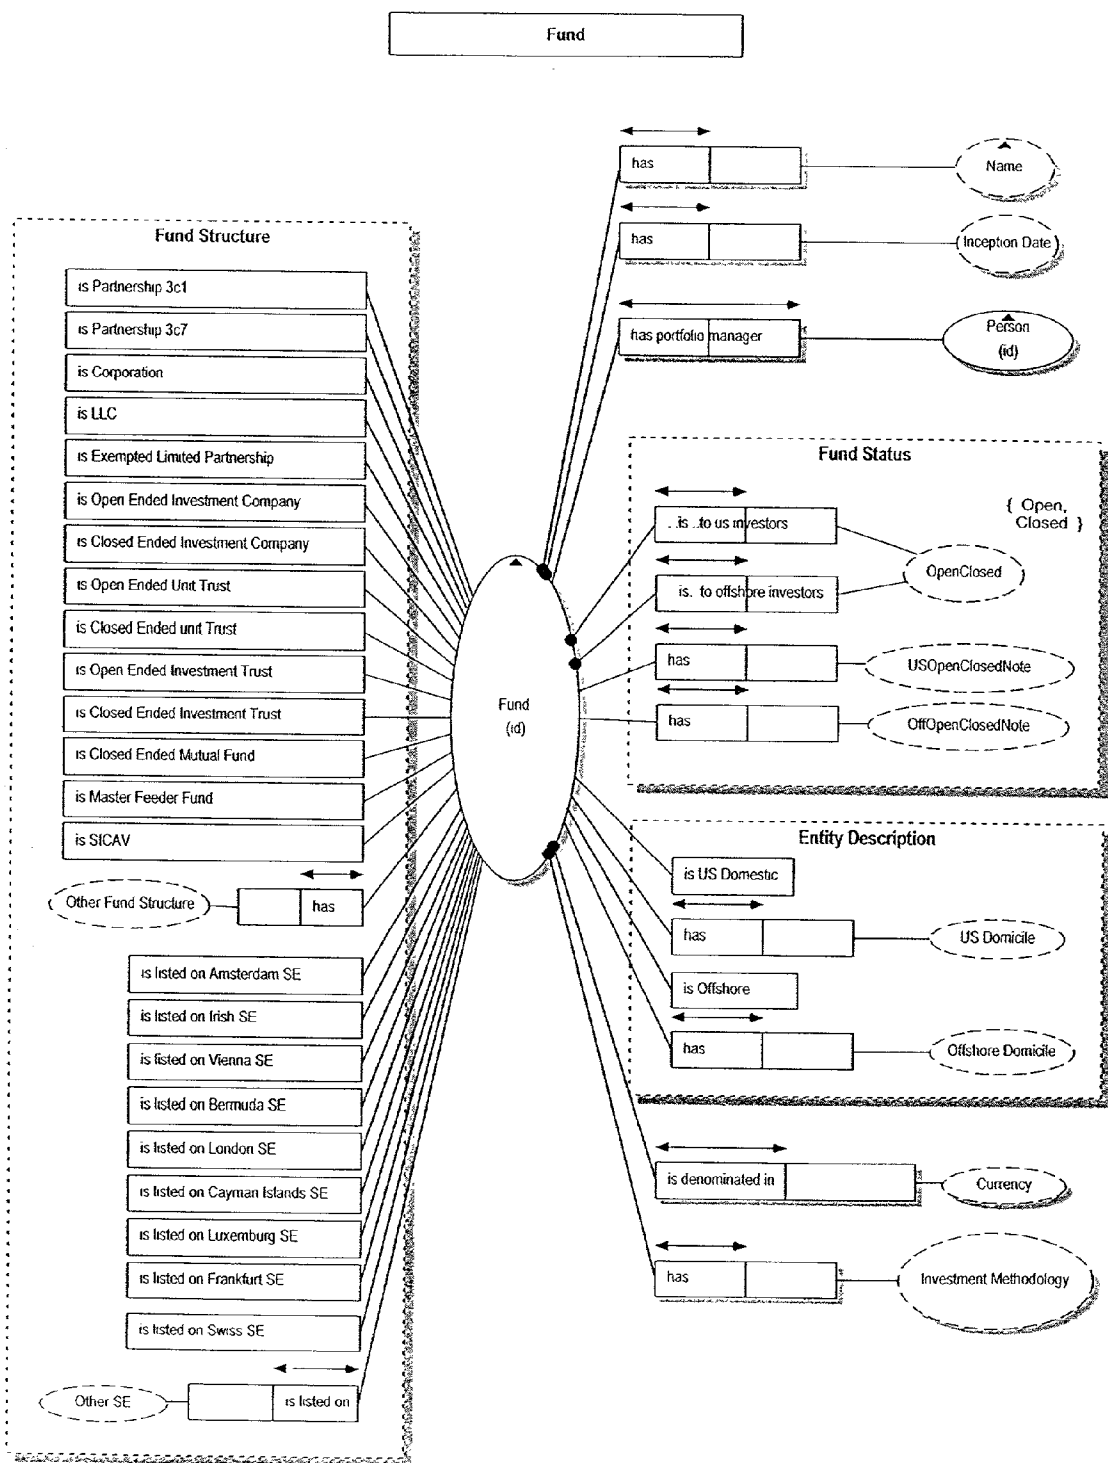 Fund
has
Name
has
Inception Date
has portfolio manager
Person
(id)
Fund Structure
is Partnership 3c1
is Partnership 3c7
is Corporation
is LLC
is Exempted Limited Partnership
is Open Ended Investment Company
is Closed Ended Investment Company
is Open Ended Unit Trust
is Closed Ended unit Trust
is Open Ended Investment Trust
is Closed Ended Investment Trust
is Closed Ended Mutual Fund
is Master Feeder Fund
is SICAV
Other Fund Structure
has
is listed on Amsterdam SE
is listed on Irish SE
is listed on Vienna SE
is listed on Bermuda SE
is listed on London SE
is listed on Cayman Islands SE
is listed on Luxemburg SE
is listed on Frankfurt SE
is listed on Swiss SE
Other SE
is listed on
Fund
(id)
Fund Status
...is ..to us investors
{ Open,
Closed }
OpenClosed
is.. to offshore investors
has
USOpenClosedNote
has
OffOpenClosedNote
Entity Description
is US Domestic
has
US Domicile
is Offshore
has
Offshore Domicile
is denominated in
Currency
has
Investment Methodology